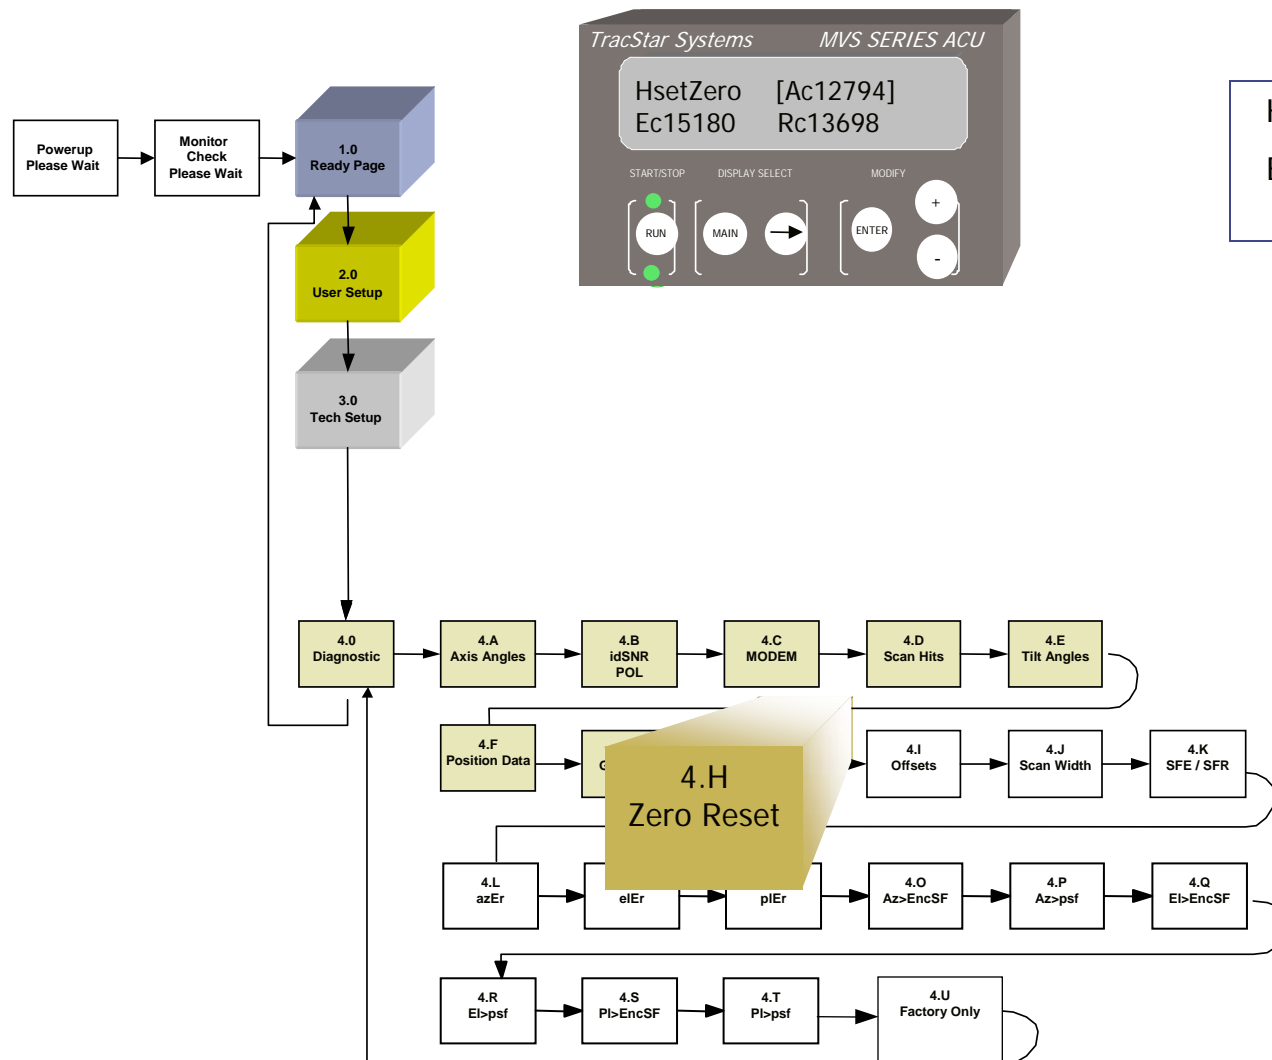 TracStar Systems MVS SERIES ACU
HsetZero [Ac12794]
Ec15180 Rc13698
START/STOP DISPLAY SELECT MODIFY
RUN MAIN ENTER + -
Powerup
Please Wait
Monitor
Check
Please Wait
1.0
Ready Page
2.0
User Setup
3.0
Tech Setup
4.0
Diagnostic
4.A
Axis Angles
4.B
idSNR
POL
4.C
MODEM
4.D
Scan Hits
4.E
Tilt Angles
4.F
Position Data
4.H
Zero Reset
4.I
Offsets
4.J
Scan Width
4.K
SFE / SFR
4.L
azEr
elEr
plEr
4.O
Az>EncSF
4.P
Az>psf
4.Q
El>EncSF
4.R
El>psf
4.S
Pl>EncSF
4.T
Pl>psf
4.U
Factory Only